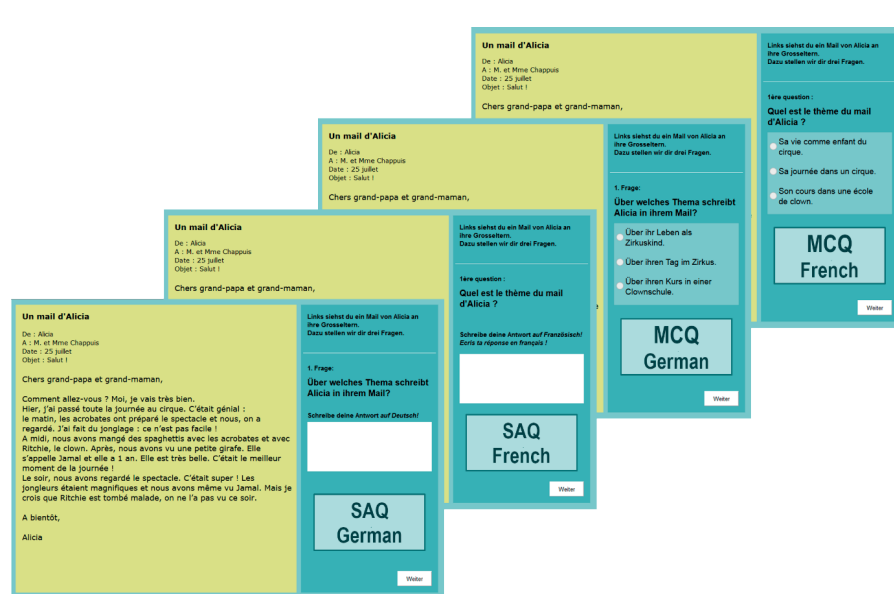 Un mail d'Alicia
De : Alicia
A : M. et Mme Chappuis
Date : 25 juillet
Objet : Salut !
Chers grand-papa et grand-maman,
Links siehst du ein Mail von Alicia an
ihre Grosseltern.
Dazu stellen wir dir drei Fragen.
1ère question :
Quel est le thème du mail
d'Alicia ?
Sa vie comme enfant du
cirque.
Sa journée dans un cirque.
Son cours dans une école
de clown.
MCQ
French
Weiter
Un mail d'Alicia
De : Alicia
A : M. et Mme Chappuis
Date : 25 juillet
Objet : Salut !
Chers grand-papa et grand-maman,
Links siehst du ein Mail von Alicia an
ihre Grosseltern.
Dazu stellen wir dir drei Fragen.
1. Frage:
Über welches Thema schreibt
Alicia in ihrem Mail?
Über ihr Leben als
Zirkuskind.
Über ihren Tag im Zirkus.
Über ihren Kurs in einer
Clownschule.
MCQ
German
Weiter
Un mail d'Alicia
De : Alicia
A : M. et Mme Chappuis
Date : 25 juillet
Objet : Salut !
Chers grand-papa et grand-maman,
Links siehst du ein Mail von Alicia an
ihre Grosseltern.
Dazu stellen wir dir drei Fragen.
1ère question :
Quel est le thème du mail
d'Alicia ?
Schreibe deine Antwort auf Französisch!
Ecris ta réponse en français !
SAQ
French
Weiter
Un mail d'Alicia
De : Alicia
A : M. et Mme Chappuis
Date : 25 juillet
Objet : Salut !
Chers grand-papa et grand-maman,
Comment allez-vous ? Moi, je vais très bien.
Hier, j'ai passé toute la journée au cirque. C'était génial :
le matin, les acrobates ont préparé le spectacle et nous, on a
regardé. J'ai fait du jonglage : ce n'est pas facile !
A midi, nous avons mangé des spaghettis avec les acrobates et avec
Ritchie, le clown. Après, nous avons vu une petite girafe. Elle
s'appelle Jamal et elle a 1 an. Elle est très belle. C'était le meilleur
moment de la journée !
Le soir, nous avons regardé le spectacle. C'était super ! Les
jongleurs étaient magnifiques et nous avons même vu Jamal. Mais je
crois que Ritchie est tombé malade, on ne l'a pas vu ce soir.
A bientôt,
Alicia
Links siehst du ein Mail von Alicia an
ihre Grosseltern.
Dazu stellen wir dir drei Fragen.
1. Frage:
Über welches Thema schreibt
Alicia in ihrem Mail?
Schreibe deine Antwort auf Deutsch!
SAQ
German
Weiter